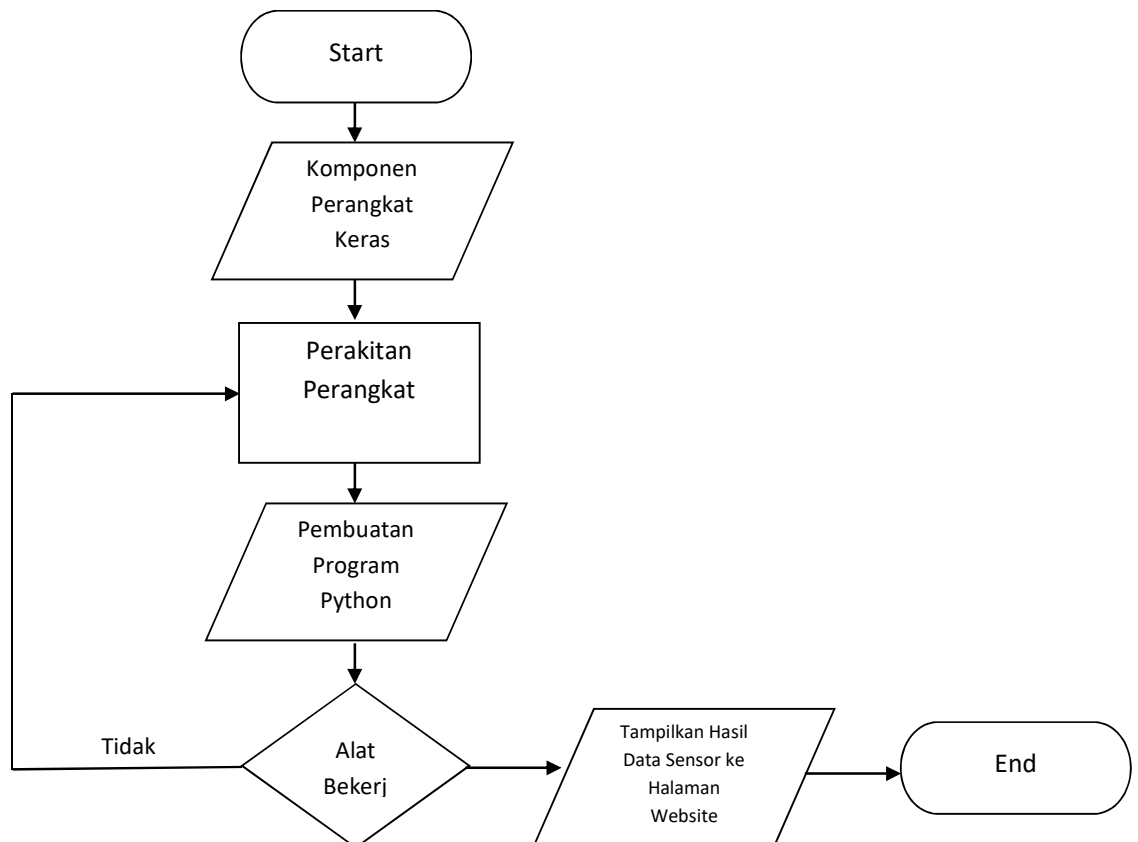 Start
Komponen
Perangkat
Keras
Perakitan
Perangkat
Pembuatan
Program
Python
Tidak
Alat
Bekerj
Tampilkan Hasil
Data Sensor ke
Halaman
Website
End